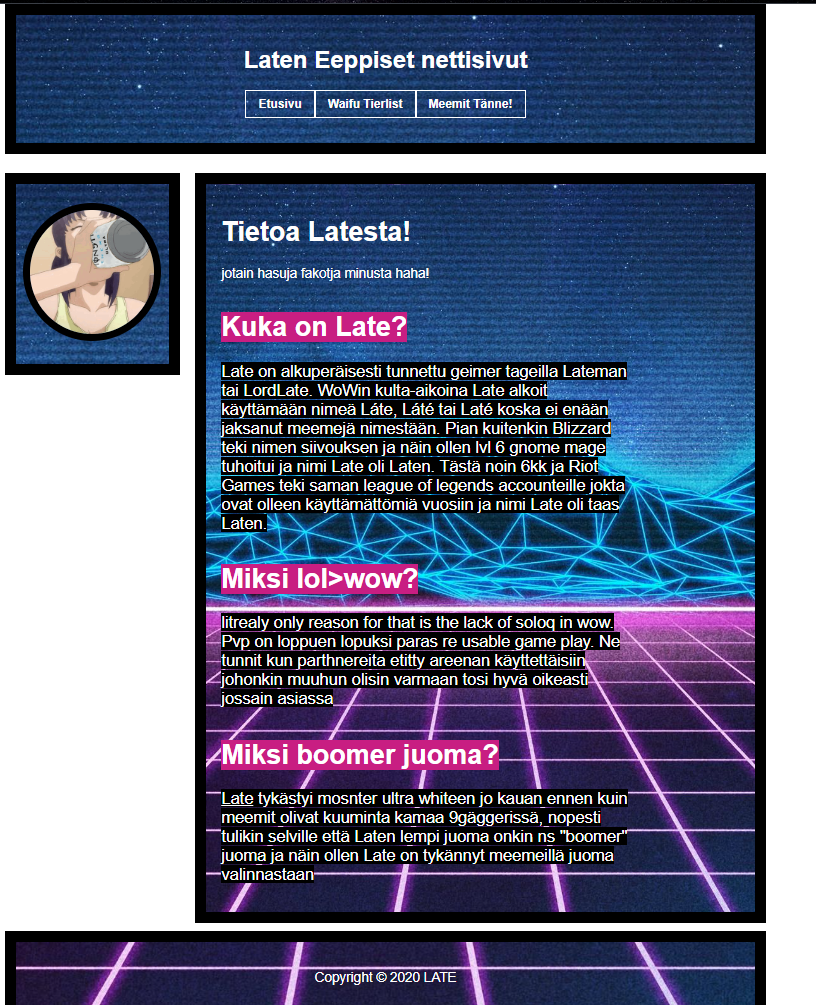 Laten Eeppiset nettisivut
Etusivu
Waifu Tierlist
Meemit Tänne!
Tietoa Latesta!
jotain hasuja fakotja minusta haha!
Kuka on Late?
Late on alkuperäisesti tunnettu geimer tageilla Lateman
tai LordLate. WoWin kulta-aikoina Late alkoit
käyttämään nimeä Láte, Láté tai Laté koska ei enään
jaksanut meemejä nimestään. Pian kuitenkin Blizzard
teki nimen siivouksen ja näin ollen lvl 6 gnome mage
tuhoitui ja nimi Late oli Laten. Tästä noin 6kk ja Riot
Games teki saman league of legends accounteille jokta
ovat olleen käyttämättömiä vuosiin ja nimi Late oli taas
Laten.
Miksi lol>wow?
litrealy only reason for that is the lack of soloq in wow.
Pvp on loppuen lopuksi paras re usable game play. Ne
tunnit kun parthnereita etitty areenan käyttettäisiin
johonkin muuhun olisin varmaan tosi hyvä oikeasti
jossain asiassa
Miksi boomer juoma?
Late tykästyi mosnter ultra whiteen jo kauan ennen kuin
meemit olivat kuuminta kamaa 9gäggerissä, nopesti
tulikin selville että Laten lempi juoma onkin ns "boomer"
juoma ja näin ollen Late on tykännyt meemeillä juoma
valinnastaan
Copyright © 2020 LATE